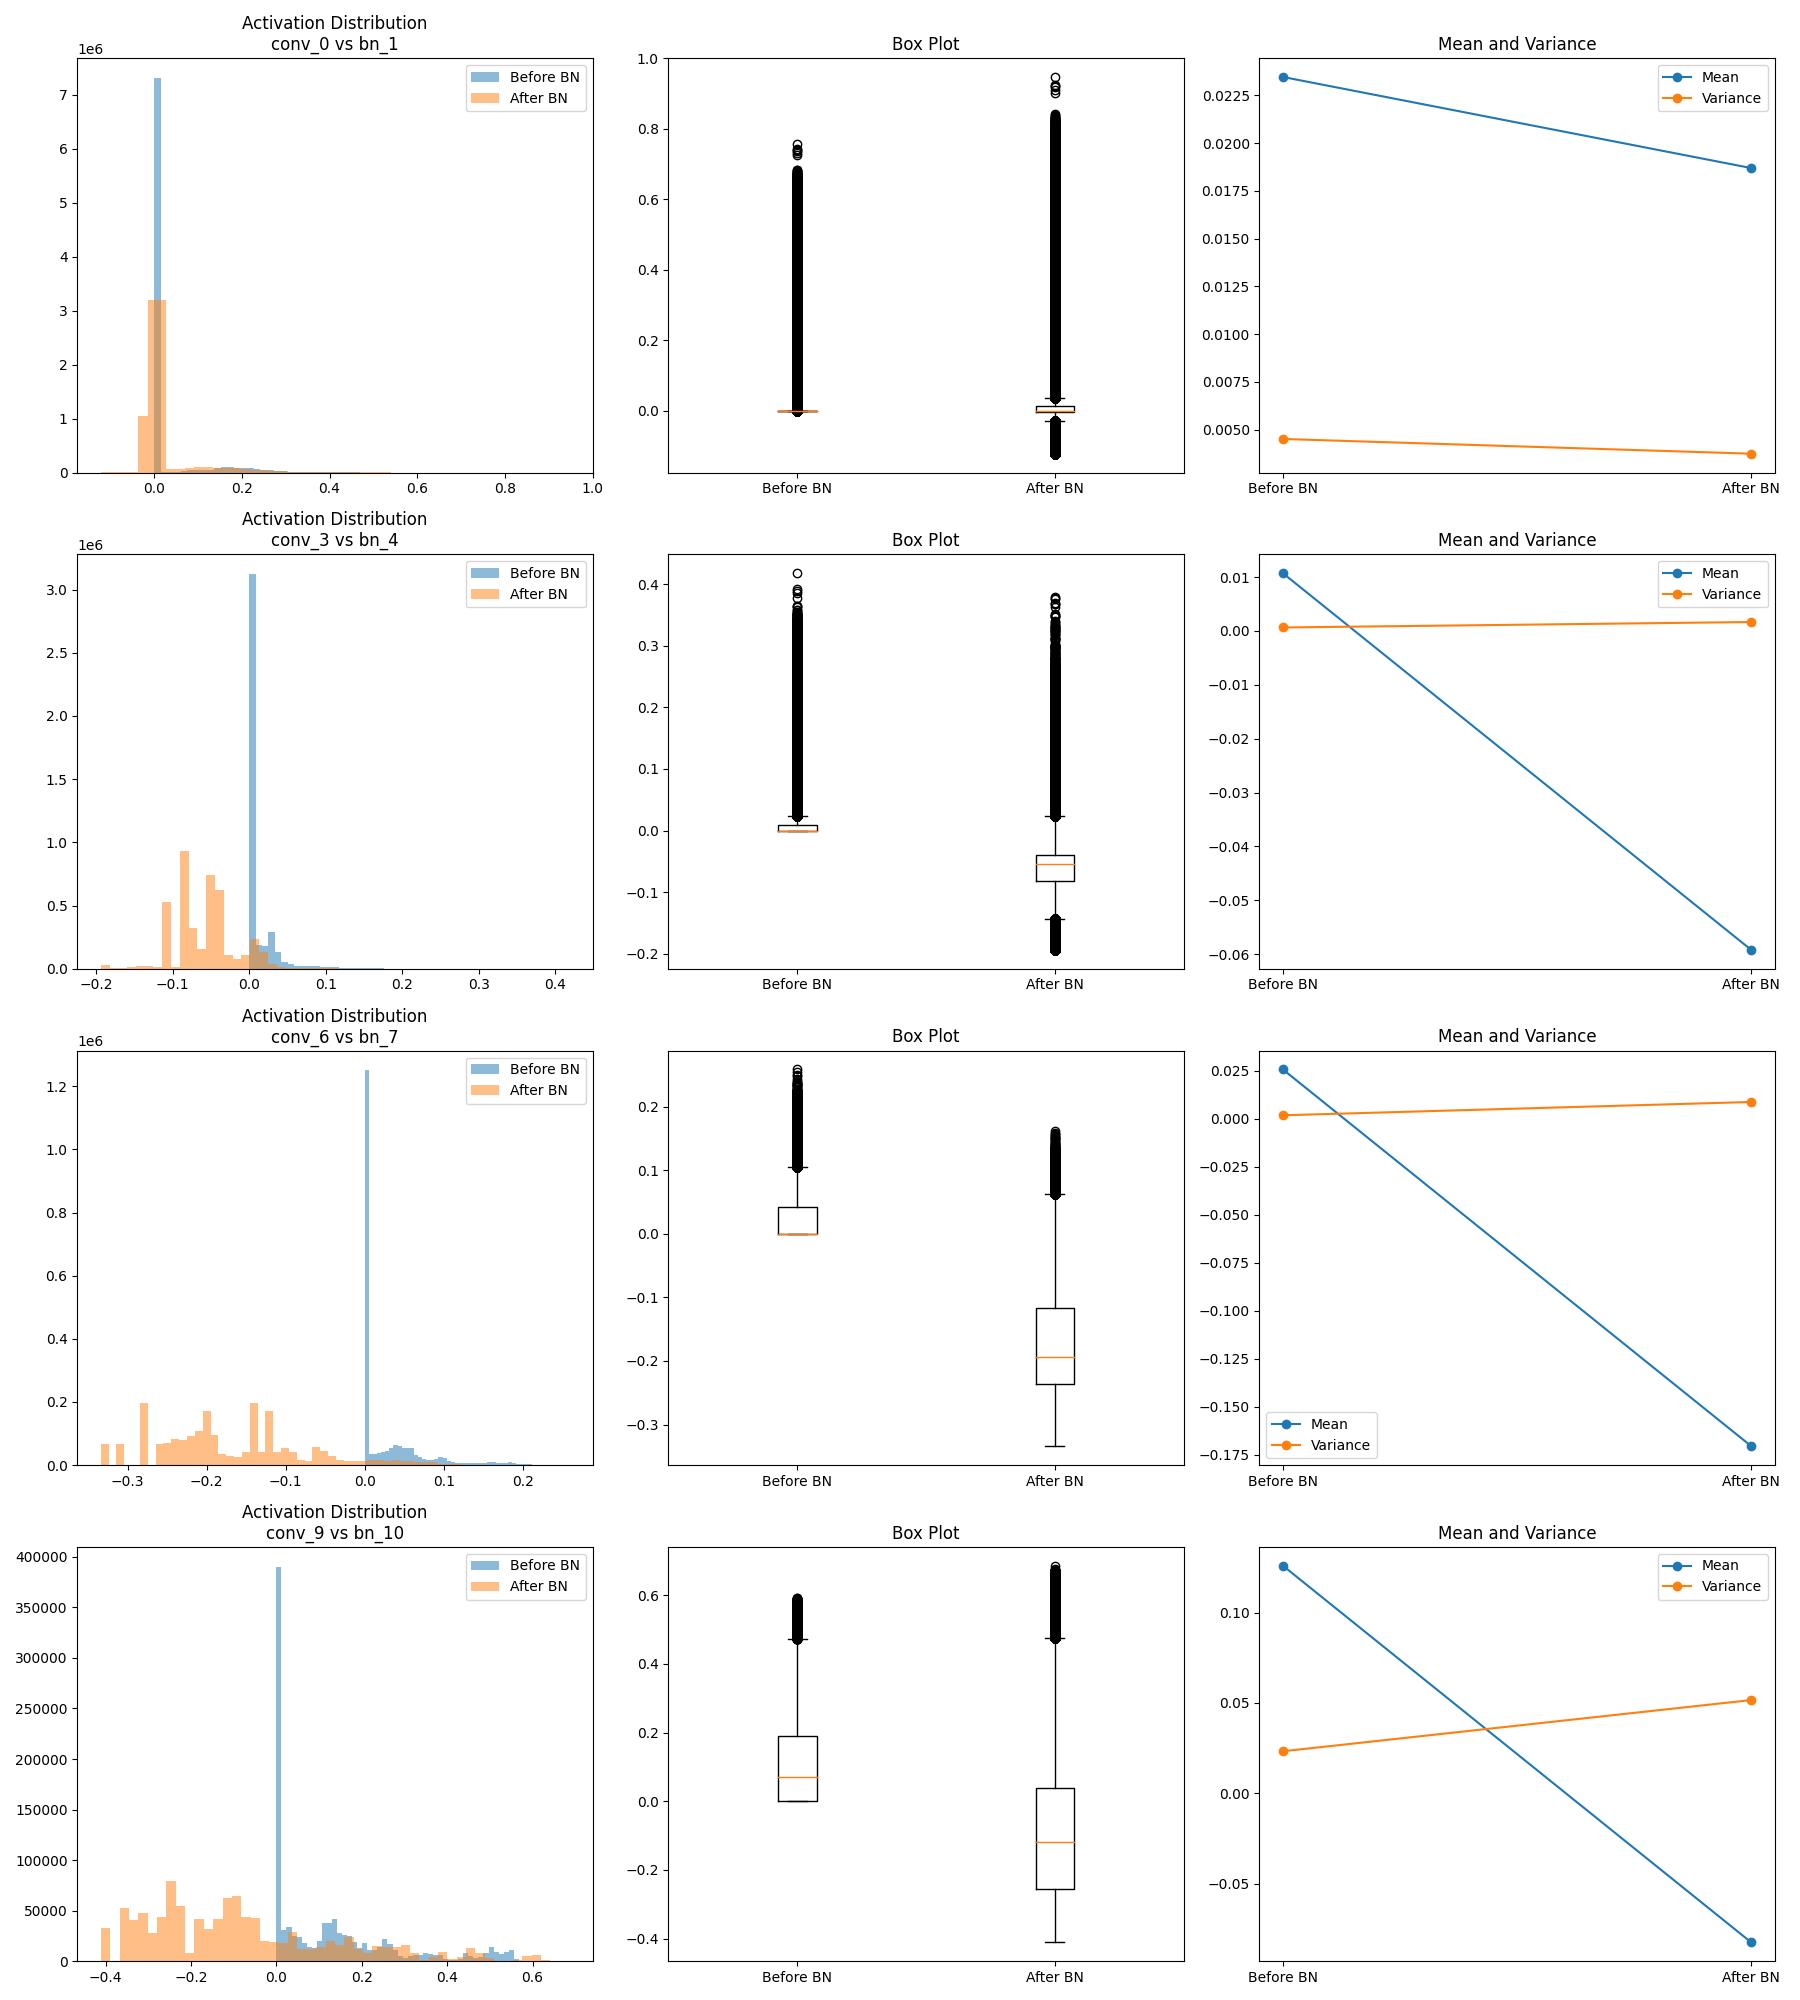 Activation Distribution
conv_0 vs bn_1
1e6
7
6
5
4
3
2
1
0
0.0 0.2 0.4 0.6 0.8 1.0
Before BN
After BN
Box Plot
1.0
0.8
0.6
0.4
0.2
0.0
Before BN After BN
Mean and Variance
0.0225
0.0200
0.0175
0.0150
0.0125
0.0100
0.0075
0.0050
Before BN After BN
Mean
Variance
Activation Distribution
conv_3 vs bn_4
1e6
3.0
2.5
2.0
1.5
1.0
0.5
0.0
−0.2 −0.1 0.0 0.1 0.2 0.3 0.4
Before BN
After BN
Box Plot
0.4
0.3
0.2
0.1
0.0
−0.1
−0.2
Before BN After BN
Mean and Variance
0.01
0.00
−0.01
−0.02
−0.03
−0.04
−0.05
−0.06
Before BN After BN
Mean
Variance
Activation Distribution
conv_6 vs bn_7
1e6
1.2
1.0
0.8
0.6
0.4
0.2
0.0
−0.3 −0.2 −0.1 0.0 0.1 0.2
Before BN
After BN
Box Plot
0.2
0.1
0.0
−0.1
−0.2
−0.3
Before BN After BN
Mean and Variance
0.025
0.000
−0.025
−0.050
−0.075
−0.100
−0.125
−0.150
−0.175
Before BN After BN
Mean
Variance
Activation Distribution
conv_9 vs bn_10
400000
350000
300000
250000
200000
150000
100000
50000
0
−0.4 −0.2 0.0 0.2 0.4 0.6
Before BN
After BN
Box Plot
0.6
0.4
0.2
0.0
−0.2
−0.4
Before BN After BN
Mean and Variance
0.10
0.05
0.00
−0.05
Before BN After BN
Mean
Variance